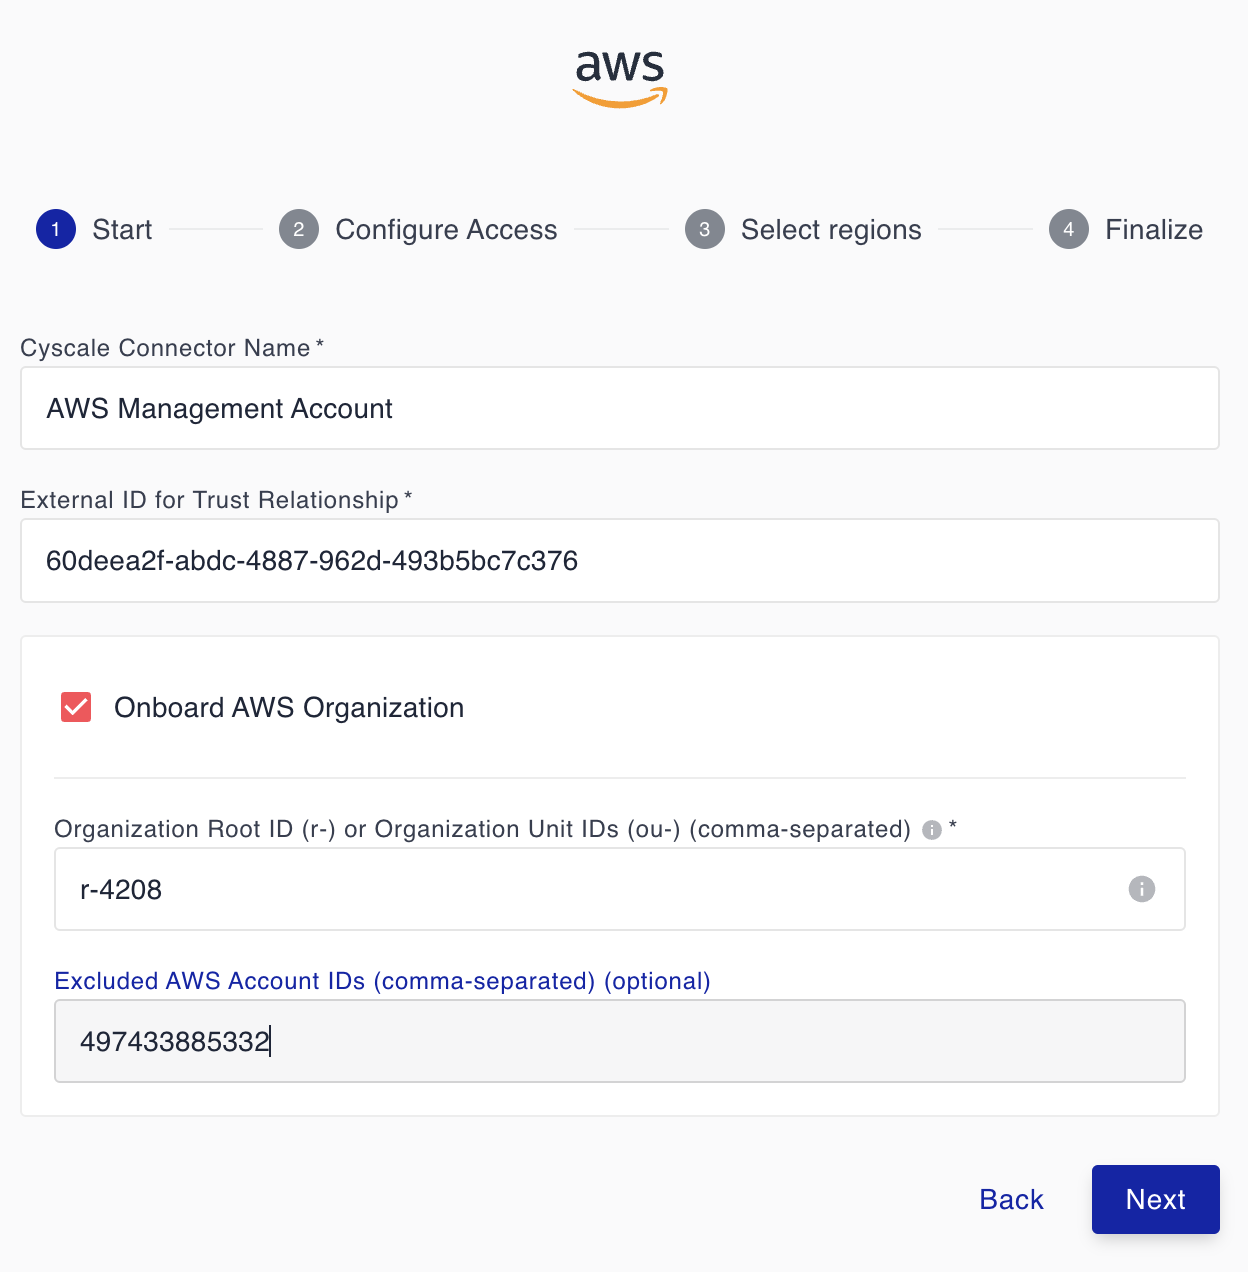 aws
1 Start 2 Configure Access 3 Select regions 4 Finalize
Cyscale Connector Name *
AWS Management Account
External ID for Trust Relationship *
60deea2f-abdc-4887-962d-493b5bc7c376
Onboard AWS Organization
Organization Root ID (r-) or Organization Unit IDs (ou-) (comma-separated) i *
r-4208 i
Excluded AWS Account IDs (comma-separated) (optional)
497433885332
Back Next